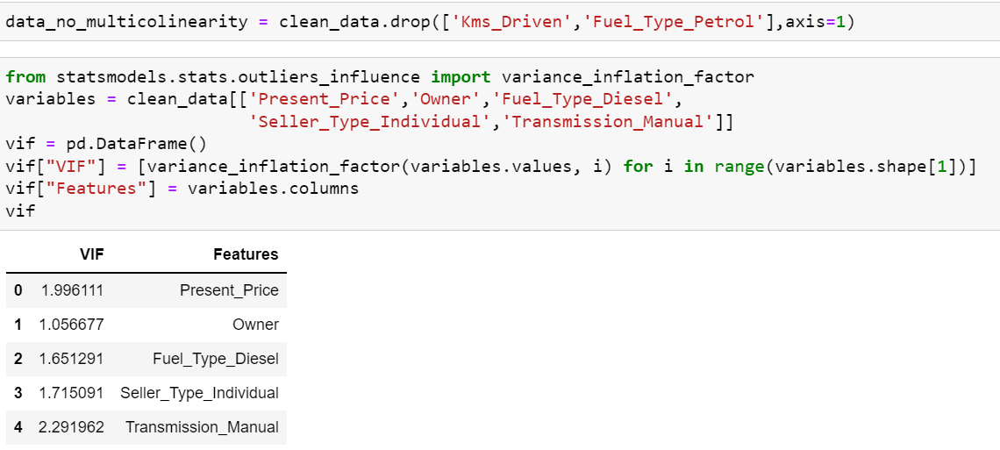 data_no_multicolinearity = clean_data.drop(['Kms_Driven','Fuel_Type_Petrol'],axis=1)
from statsmodels.stats.outliers_influence import variance_inflation_factor
variables = clean_data[['Present_Price','Owner','Fuel_Type_Diesel',
'Seller_Type_Individual','Transmission_Manual']]
vif = pd.DataFrame()
vif["VIF"] = [variance_inflation_factor(variables.values, i) for i in range(variables.shape[1])]
vif["Features"] = variables.columns
vif
VIF Features
0 1.996111 Present_Price
1 1.056677 Owner
2 1.651291 Fuel_Type_Diesel
3 1.715091 Seller_Type_Individual
4 2.291962 Transmission_Manual